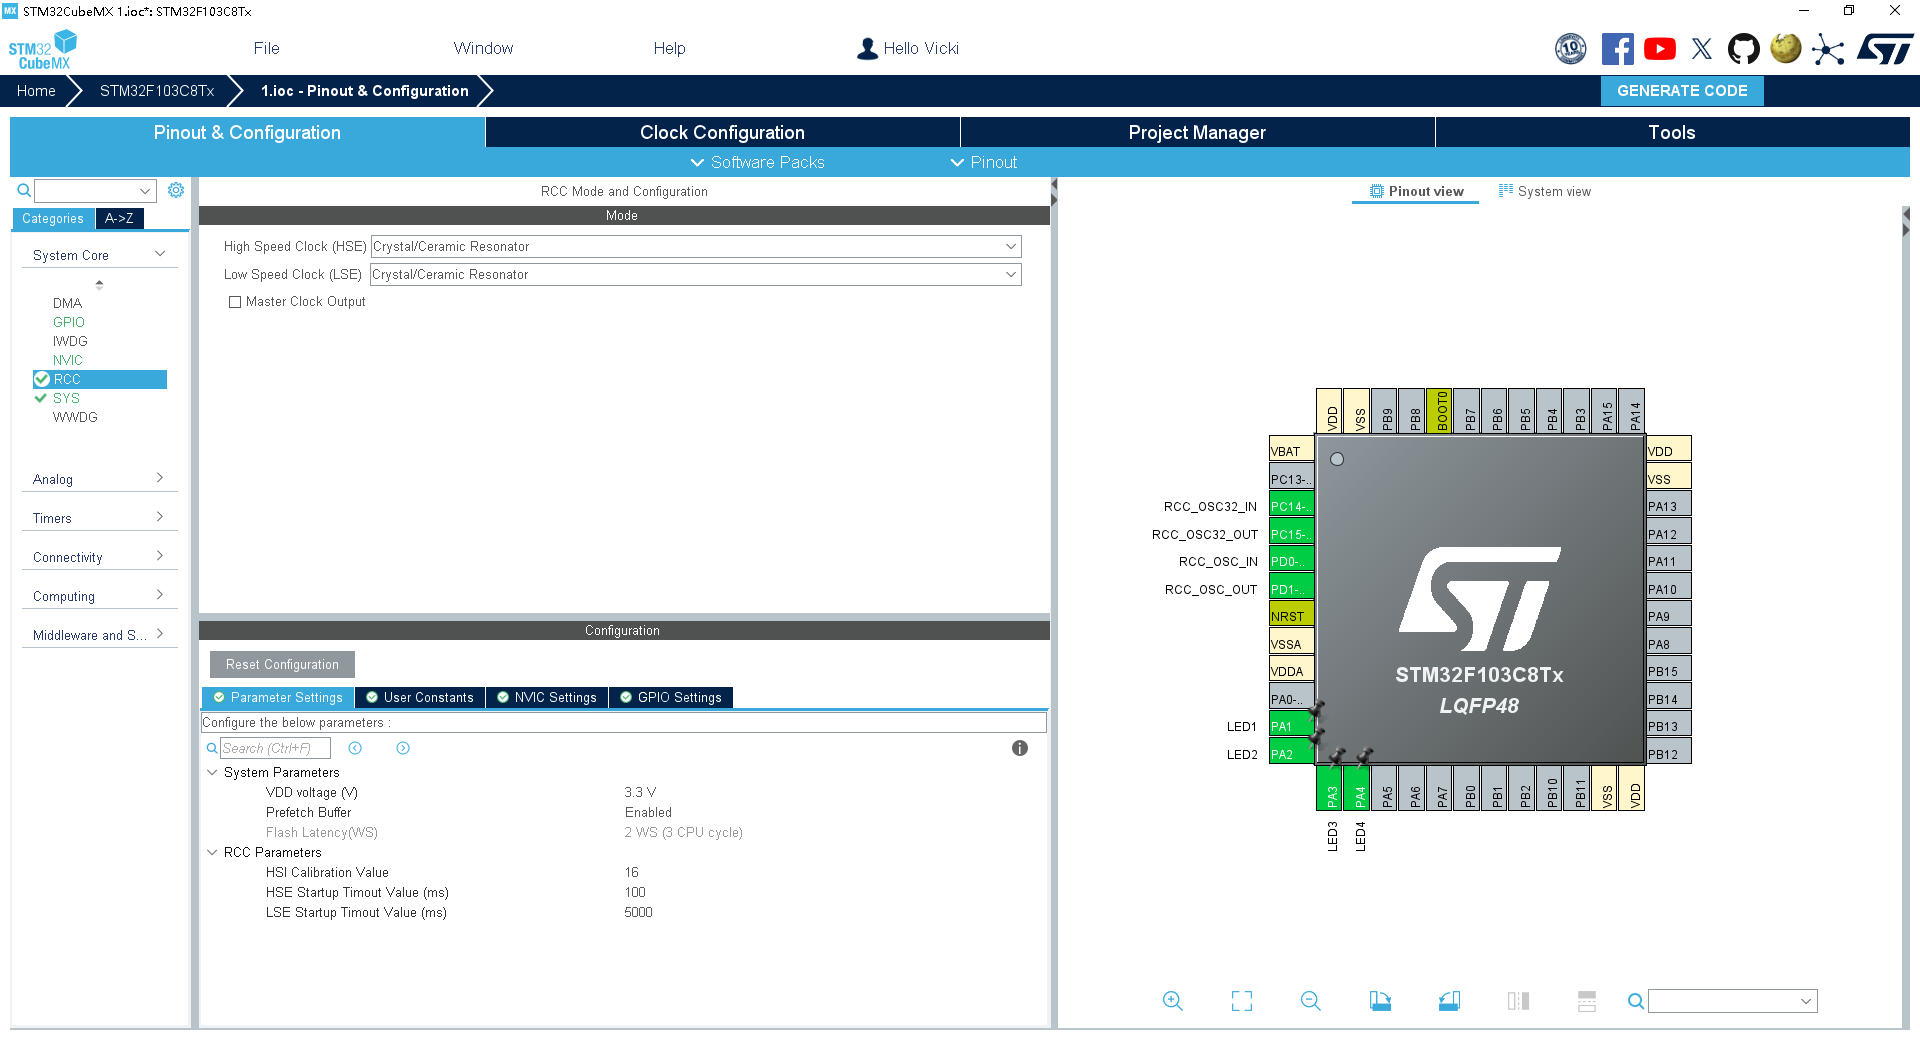 MX STM32CubeMX 1.ioc*: STM32F103C8Tx
STM32
CubeMX
File
Window
Help
Hello Vicki
10
ST
Home
STM32F103C8Tx
1.ioc - Pinout & Configuration
GENERATE CODE
Pinout & Configuration
Clock Configuration
Project Manager
Tools
Software Packs
Pinout
Categories
A->Z
System Core
DMA
GPIO
IWDG
NVIC
RCC
SYS
WWDG
Analog
Timers
Connectivity
Computing
Middleware and S...
RCC Mode and Configuration
Mode
High Speed Clock (HSE) Crystal/Ceramic Resonator
Low Speed Clock (LSE) Crystal/Ceramic Resonator
Master Clock Output
Configuration
Reset Configuration
Parameter Settings
User Constants
NVIC Settings
GPIO Settings
Configure the below parameters :
Search (Ctrl+F)
System Parameters
VDD voltage (V) 3.3 V
Prefetch Buffer Enabled
Flash Latency(WS) 2 WS (3 CPU cycle)
RCC Parameters
HSI Calibration Value 16
HSE Startup Timout Value (ms) 100
LSE Startup Timout Value (ms) 5000
Pinout view
System view
VDD
VSS
PB9
PB8
BOOT0
PB7
PB6
PB5
PB4
PB3
PA15
PA14
VBAT
PC13-..
RCC_OSC32_IN PC14-..
RCC_OSC32_OUT PC15-..
RCC_OSC_IN PD0-..
RCC_OSC_OUT PD1-..
NRST
VSSA
VDDA
PA0-..
LED1 PA1
LED2 PA2
ST
STM32F103C8Tx
LQFP48
VDD
VSS
PA13
PA12
PA11
PA10
PA9
PA8
PB15
PB14
PB13
PB12
PA3
PA4
PA5
PA6
PA7
PB0
PB1
PB2
PB10
PB11
VSS
VDD
LED3
LED4